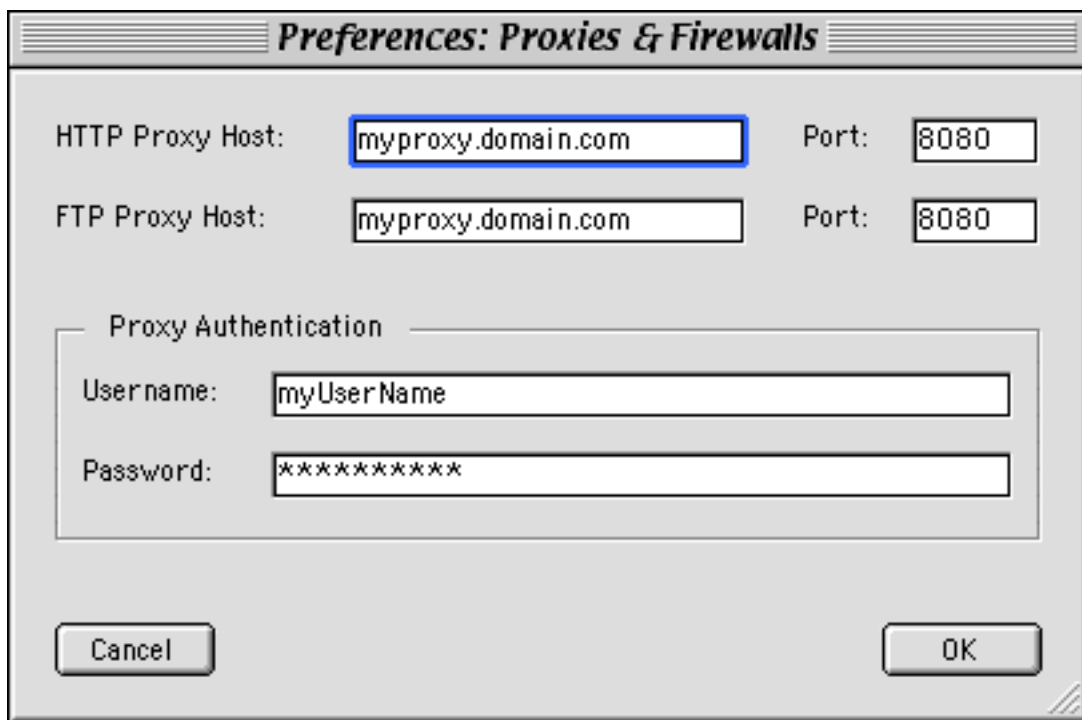 Preferences: Proxies & Firewalls
HTTP Proxy Host: myproxy.domain.com Port: 8080
FTP Proxy Host: myproxy.domain.com Port: 8080
Proxy Authentication
Username: myUserName
Password: **********
Cancel OK